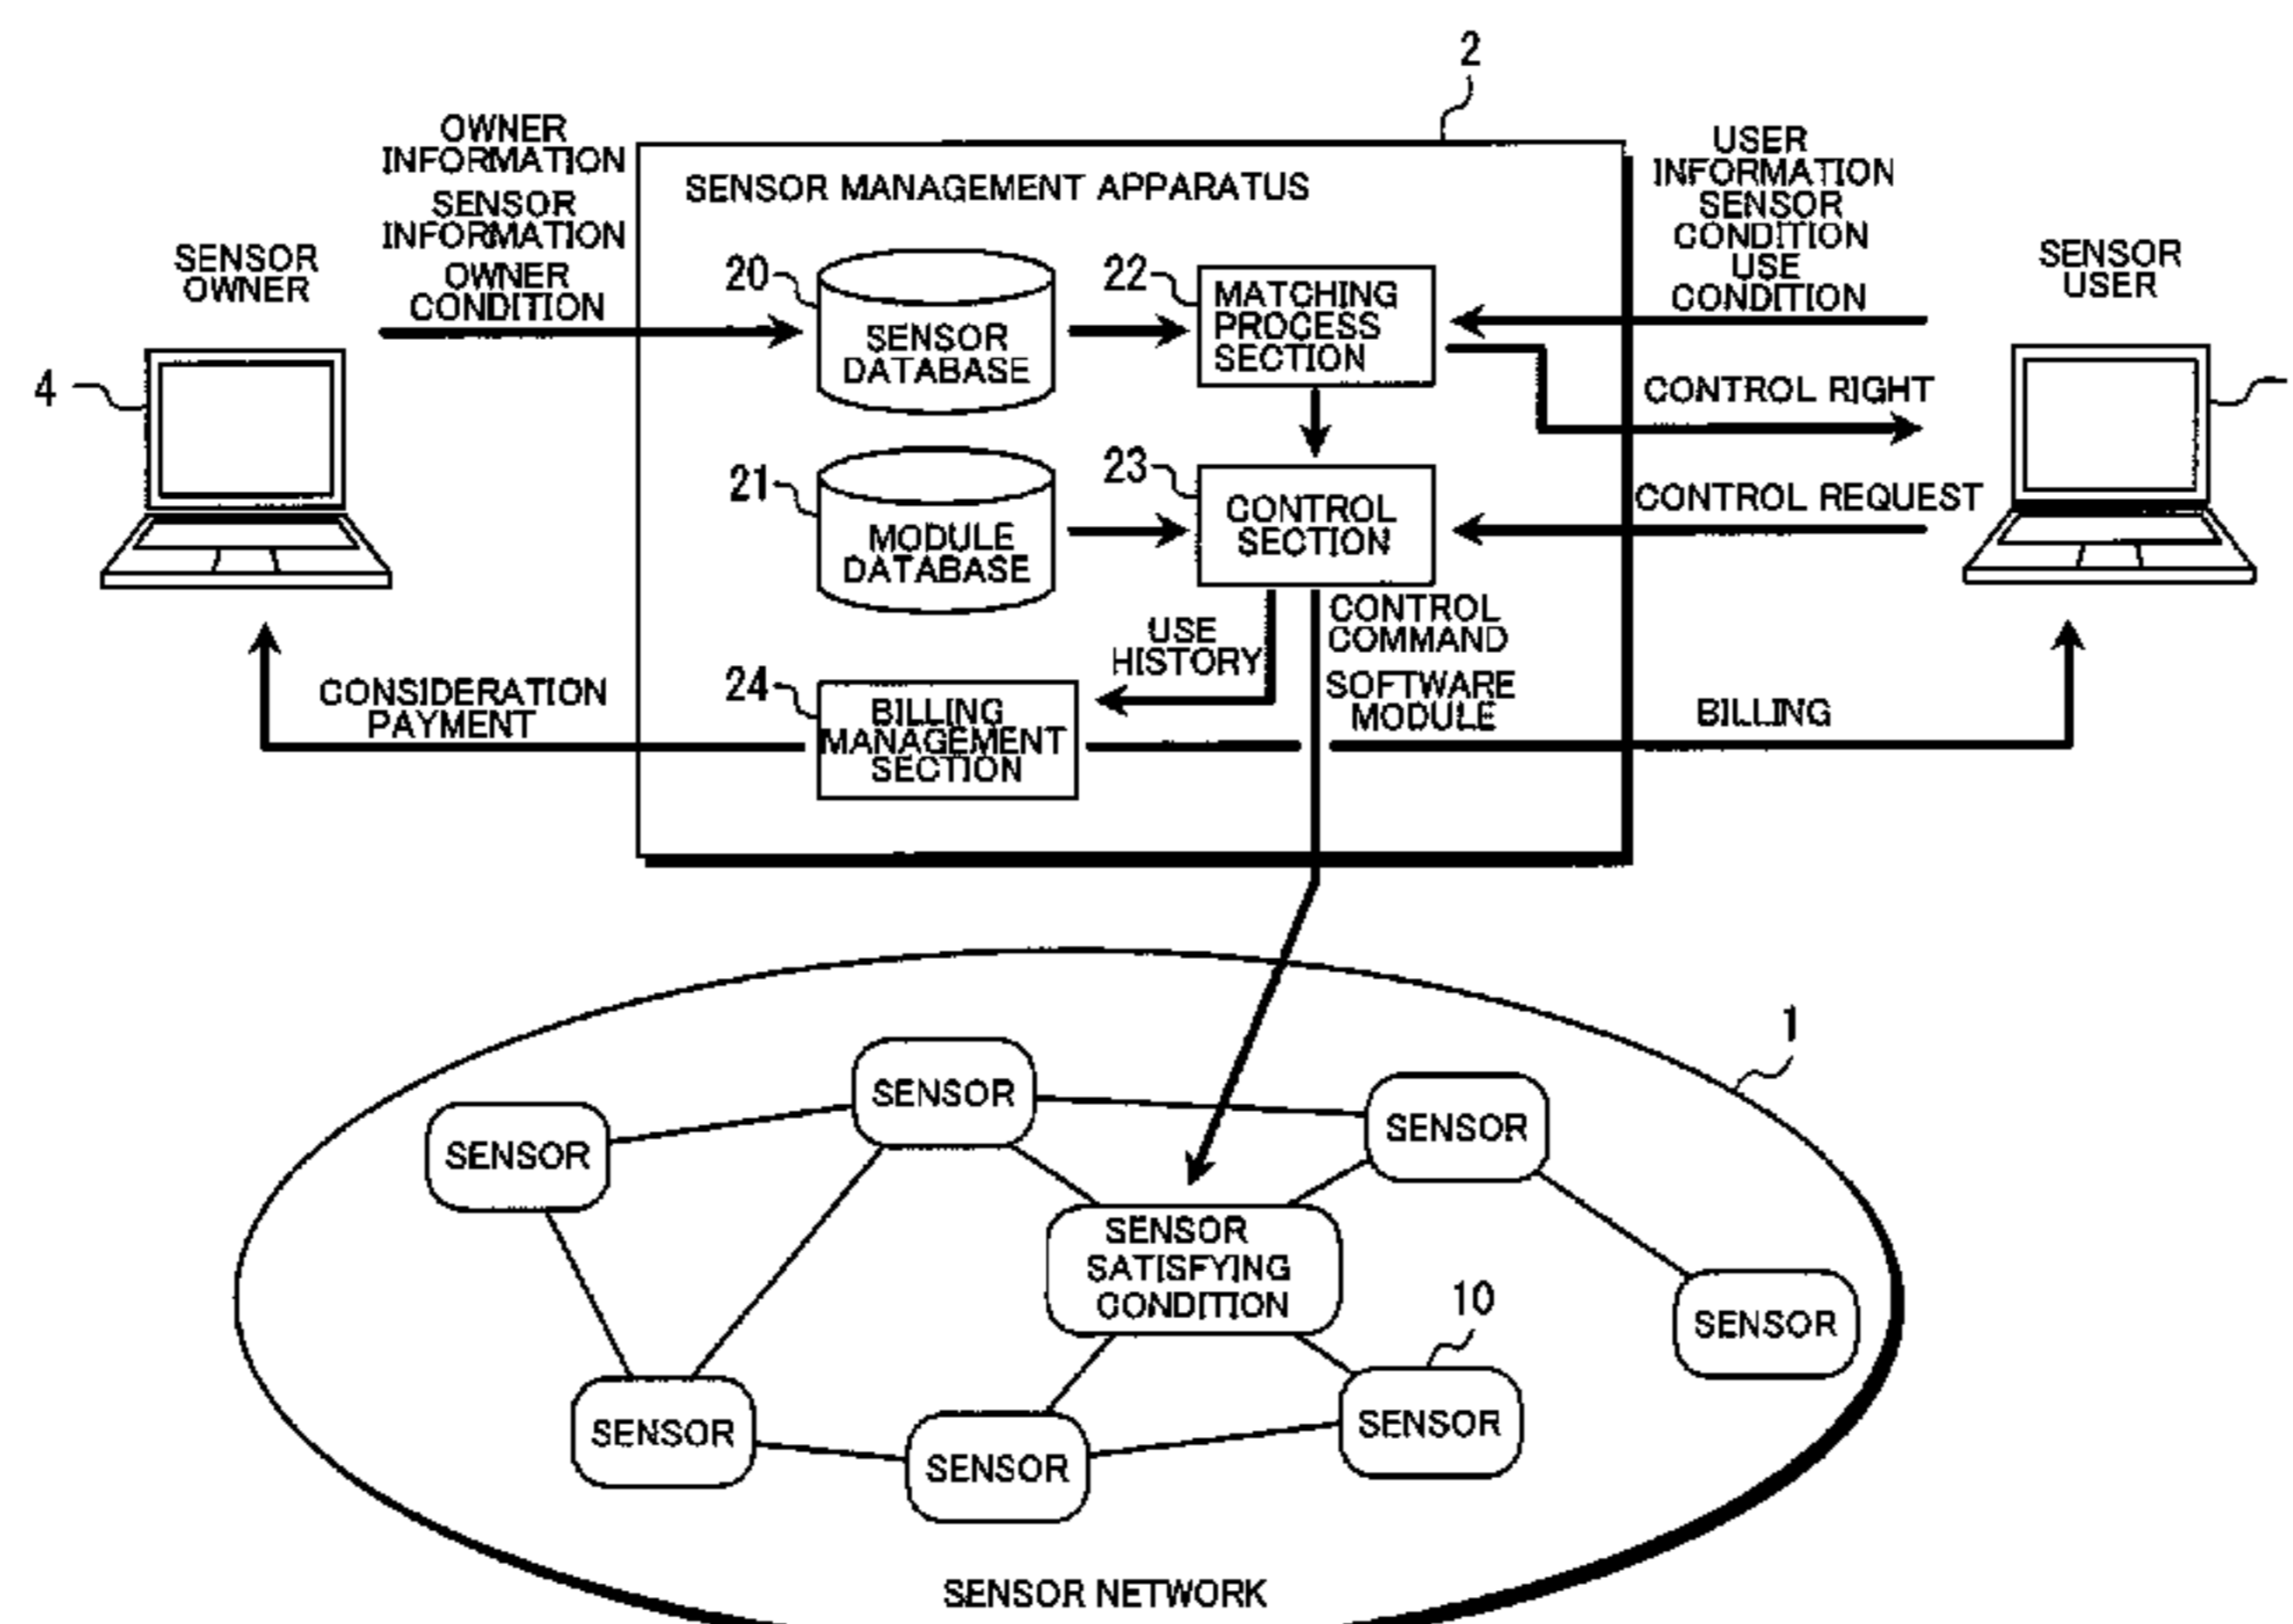 2
OWNER
INFORMATION
SENSOR
INFORMATION
OWNER
CONDITION
SENSOR
OWNER
4
SENSOR MANAGEMENT APPARATUS
20
SENSOR
DATABASE
22
MATCHING
PROCESS
SECTION
USER
INFORMATION
SENSOR
CONDITION
USE
CONDITION
SENSOR
USER
CONTROL RIGHT
21
MODULE
DATABASE
23
CONTROL
SECTION
CONTROL REQUEST
USE
HISTORY
CONTROL
COMMAND
SOFTWARE
MODULE
24
BILLING
MANAGEMENT
SECTION
CONSIDERATION
PAYMENT
BILLING
1
SENSOR
SENSOR
SENSOR
SENSOR
SATISFYING
CONDITION
10
SENSOR
SENSOR
SENSOR
SENSOR
SENSOR NETWORK